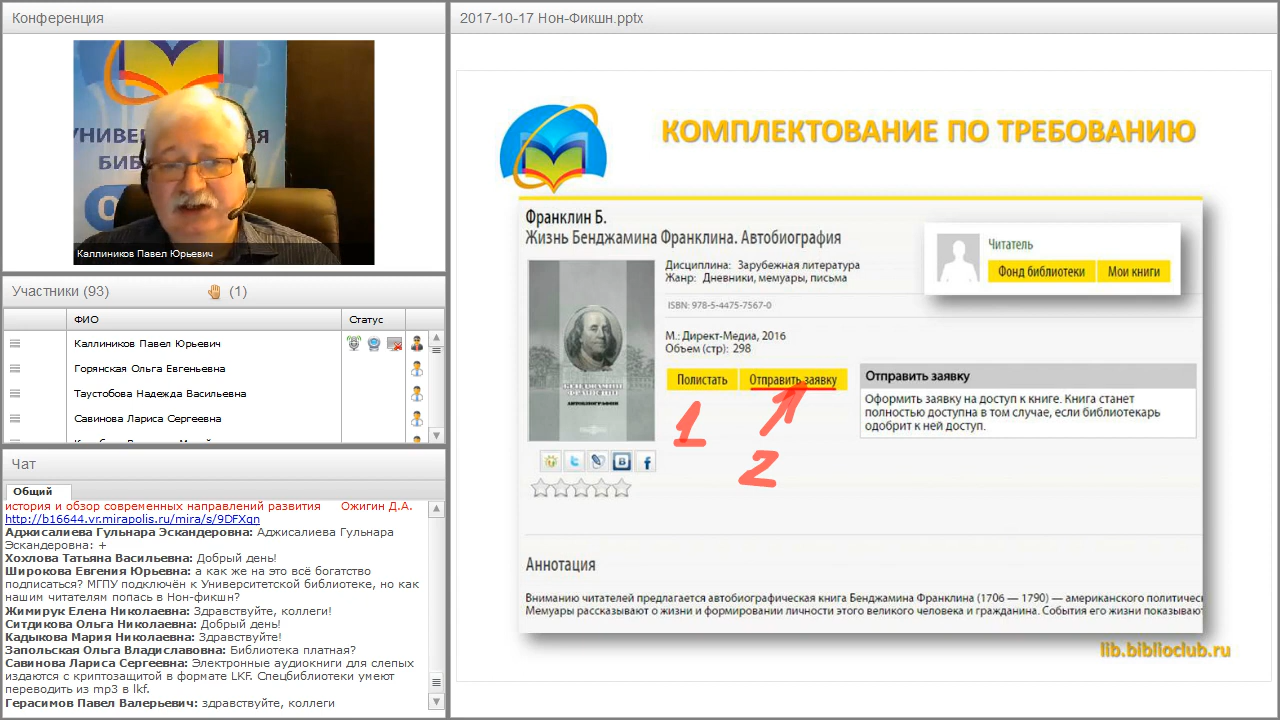 Конференция
УНИВЕРСИТЕТСКАЯ
Каллиников Павел Юрьевич
Участники (93)
(1)
ФИО
Статус
Каллиников Павел Юрьевич
Горянская Ольга Евгеньевна
Таустобова Надежда Васильевна
Савинова Лариса Сергеевна
Чат
Общий
история и обзор современных направлений развития Ожигин Д.А.
http://b16644.vr.mirapolis.ru/mira/s/9DFXqn
Аджисалиева Гульнара Эскандеровна: Аджисалиева Гульнара
Эскандеровна: +
Хохлова Татьяна Васильевна: Добрый день!
Широкова Евгения Юрьевна: а как же на это всё богатство
подписаться? МГПУ подключён к Университетской библиотеке, но как
нашим читателям попась в Нон-фикшн?
Жимирук Елена Николаевна: Здравствуйте, коллеги!
Ситдикова Ольга Николаевна: Добрый день!
Кадыкова Мария Николаевна: Здравствуйте!
Запольская Ольга Владиславовна: Библиотека платная?
Савинова Лариса Сергеевна: Электронные аудиокниги для слепых
издаются с криптозащитой в формате LKF. Спецбиблиотеки умеют
переводить из mp3 в lkf.
Герасимов Павел Валерьевич: здравствуйте, коллеги
2017-10-17 Нон-Фикшн.pptx
КОМПЛЕКТОВАНИЕ ПО ТРЕБОВАНИЮ
Франклин Б.
Жизнь Бенджамина Франклина. Автобиография
Читатель
Фонд библиотеки Мои книги
Дисциплина: Зарубежная литература
Жанр: Дневники, мемуары, письма
ISBN: 978-5-4475-7567-0
М.: Директ-Медиа, 2016
Объем (стр): 298
Полистать Отправить заявку
Отправить заявку
Оформить заявку на доступ к книге. Книга станет
полностью доступна в том случае, если библиотекарь
одобрит к ней доступ.
БЕНДЖАМИН
ФРАНКЛИН
АВТОБИОГРАФИЯ
1
2
Аннотация
Вниманию читателей предлагается автобиографическая книга Бенджамина Франклина (1706 — 1790) — американского политичес
Мемуары рассказывают о жизни и формировании личности этого великого человека и гражданина. События его жизни показывают
lib.biblioclub.ru